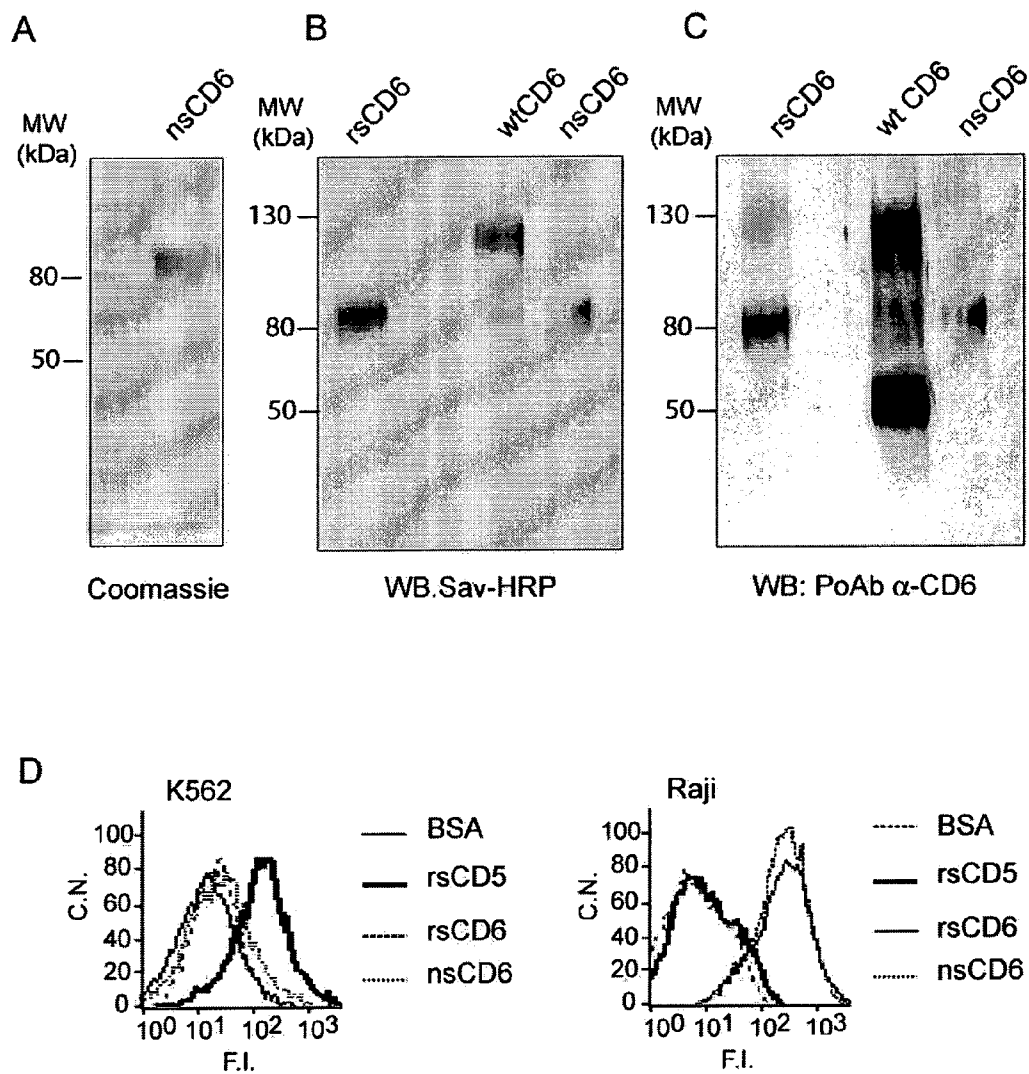 A
B
C
nsCD6
rsCD6
wtCD6
nsCD6
rsCD6
wt CD6
nsCD6
MW
(kDa)
80
50
MW
(kDa)
130
80
50
MW
(kDa)
130
80
50
Coomassie
WB.Sav-HRP
WB: PoAb α-CD6
D
K562
C.N.
100
80
60
40
20
0
10⁰ 10¹ 10² 10³
F.I.
BSA
rsCD5
rsCD6
nsCD6
Raji
C.N.
100
80
60
40
20
0
10⁰ 10¹ 10² 10³
F.I.
BSA
rsCD5
rsCD6
nsCD6